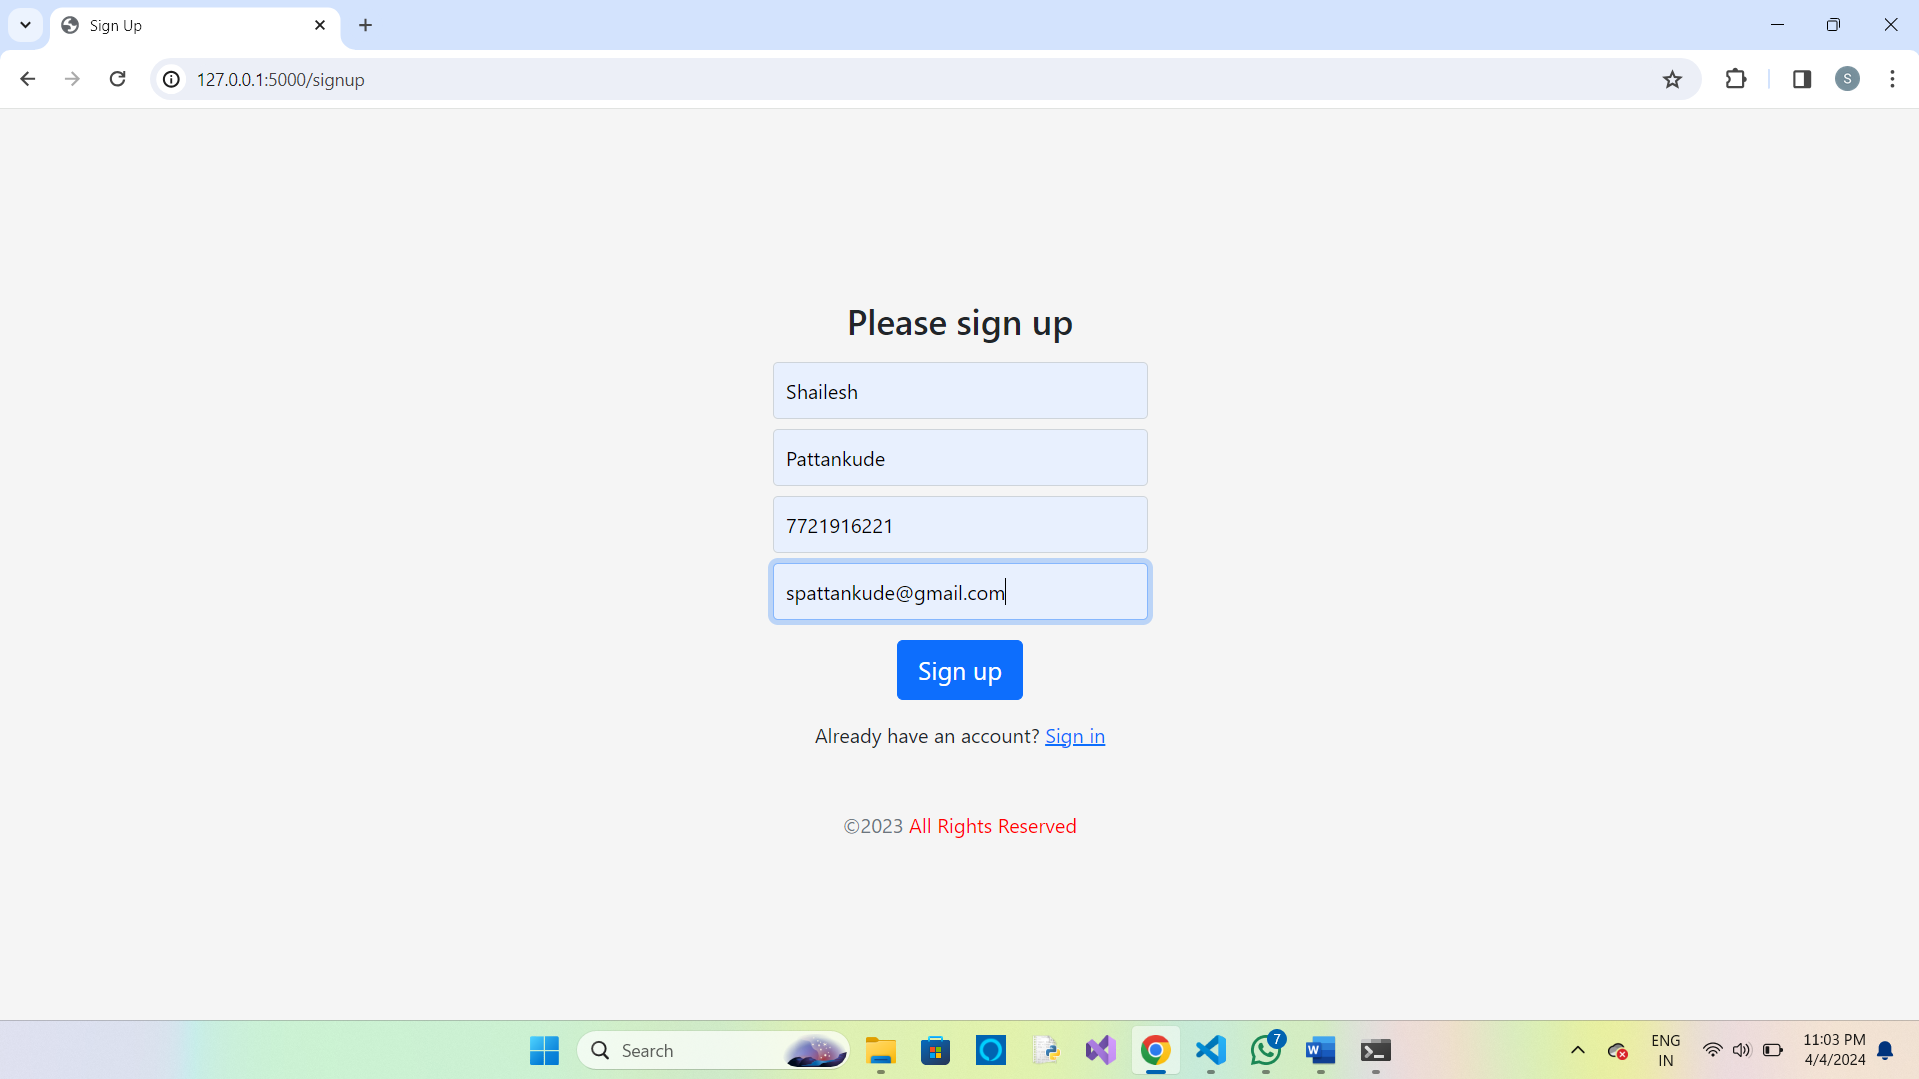 Sign Up
127.0.0.1:5000/signup
S
Please sign up
Shailesh
Pattankude
7721916221
spattankude@gmail.com
Sign up
Already have an account? Sign in
©2023 All Rights Reserved
Search
7
W
ENG
IN
11:03 PM
4/4/2024